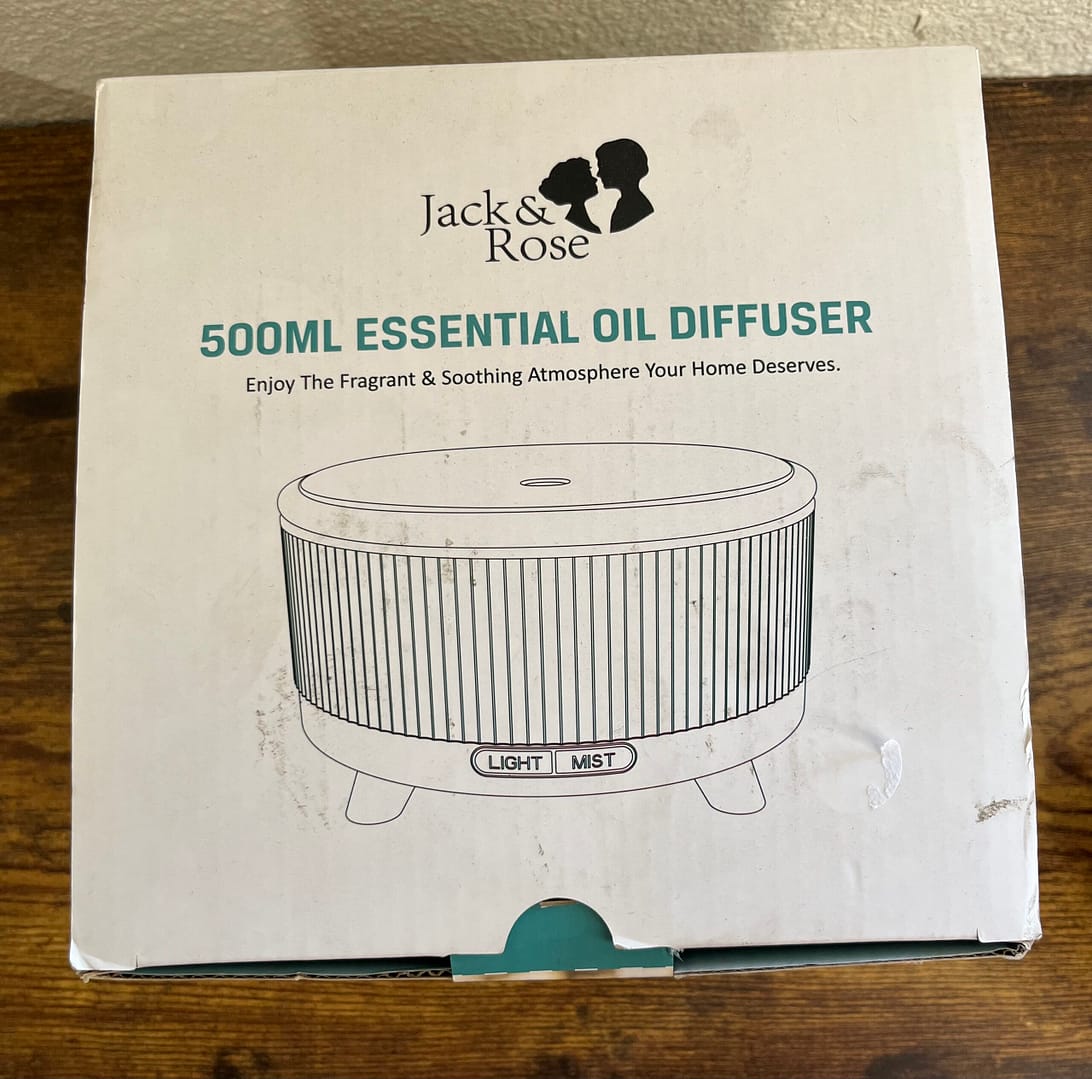 Jack &
Rose
500ML ESSENTIAL OIL DIFFUSER
Enjoy The Fragrant & Soothing Atmosphere Your Home Deserves.
LIGHT MIST